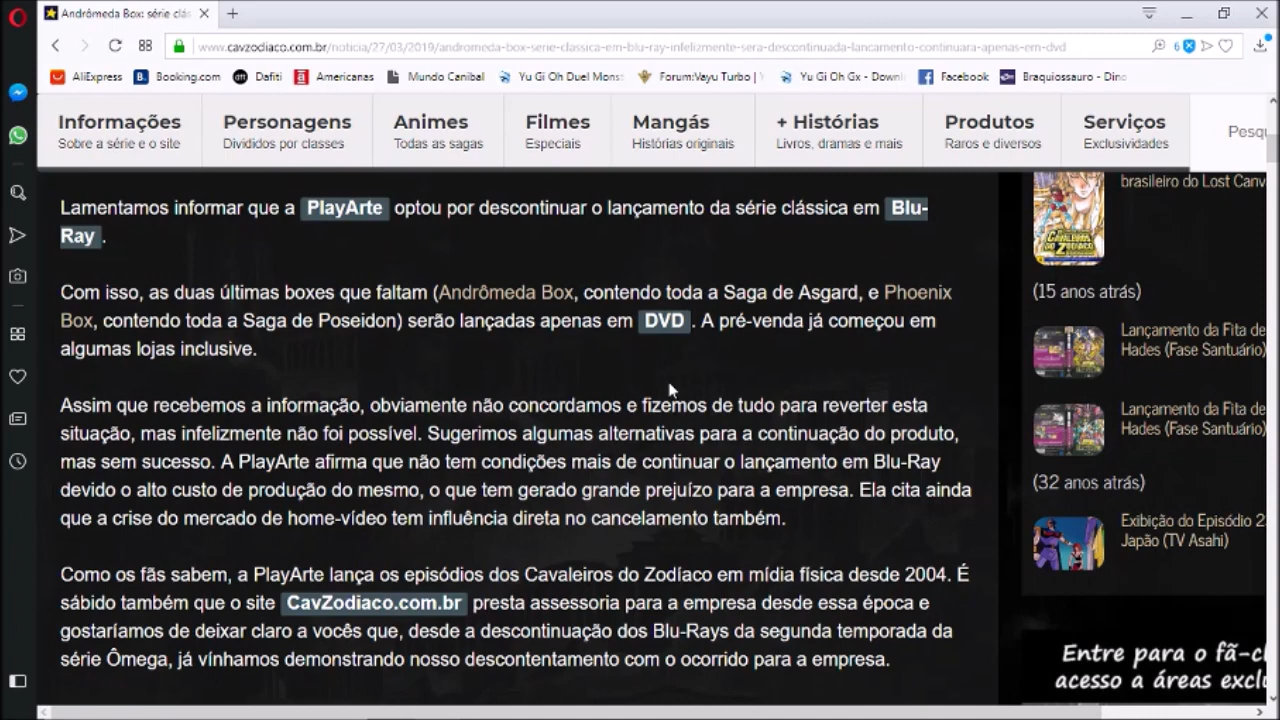 Andrômeda Box: série clás
www.cavzodiaco.com.br/noticia/27/03/2019/andromeda-box-serie-classica-em-blu-ray-infelizmente-sera-descontinuada-lancamento-continuara-apenas-em-dvd
6
AliExpress B. Booking.com dh Dafiti a Americanas Mundo Canibal Yu Gi Oh Duel Monst Forum:Vayu Turbo | Yu Gi Oh Gx - Downl Facebook Braquiossauro - Dino
Informações Personagens Animes Filmes Mangás + Histórias Produtos Serviços
Sobre a série e o site Divididos por classes Todas as sagas Especiais Histórias originais Livros, dramas e mais Raros e diversos Exclusividades Pesqu
Lamentamos informar que a PlayArte optou por descontinuar o lançamento da série clássica em Blu-
Ray .
Com isso, as duas últimas boxes que faltam (Andrômeda Box, contendo toda a Saga de Asgard, e Phoenix
Box, contendo toda a Saga de Poseidon) serão lançadas apenas em DVD . A pré-venda já começou em
algumas lojas inclusive.
Assim que recebemos a informação, obviamente não concordamos e fizemos de tudo para reverter esta
situação, mas infelizmente não foi possível. Sugerimos algumas alternativas para a continuação do produto,
mas sem sucesso. A PlayArte afirma que não tem condições mais de continuar o lançamento em Blu-Ray
devido o alto custo de produção do mesmo, o que tem gerado grande prejuízo para a empresa. Ela cita ainda
que a crise do mercado de home-vídeo tem influência direta no cancelamento também.
Como os fãs sabem, a PlayArte lança os episódios dos Cavaleiros do Zodíaco em mídia física desde 2004. É
sábido também que o site CavZodiaco.com.br presta assessoria para a empresa desde essa época e
gostaríamos de deixar claro a vocês que, desde a descontinuação dos Blu-Rays da segunda temporada da
série Ômega, já vínhamos demonstrando nosso descontentamento com o ocorrido para a empresa.
brasileiro do Lost Canv
(15 anos atrás)
Lançamento da Fita de
Hades (Fase Santuário)
Lançamento da Fita de
Hades (Fase Santuário)
(32 anos atrás)
Exibição do Episódio 2
Japão (TV Asahi)
Entre para o fã-cl
acesso a áreas exclu